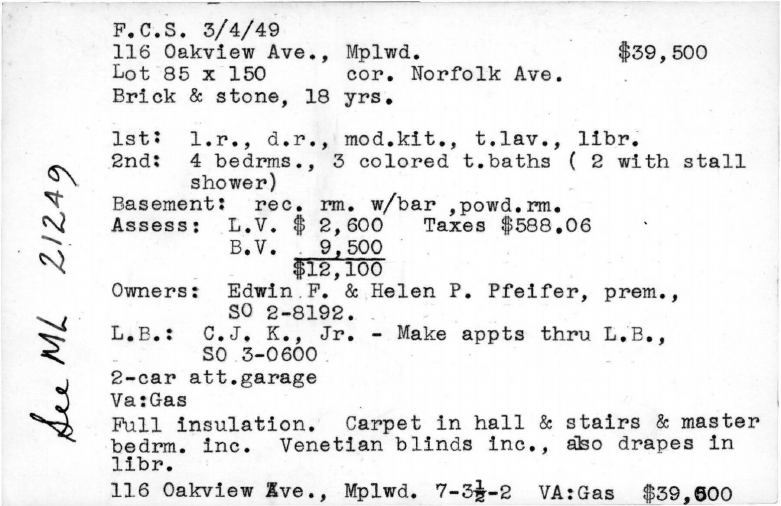 F.C.S. 3/4/49
116 Oakview Ave., Mplwd. $39,500
Lot 85 x 150 cor. Norfolk Ave.
Brick & stone, 18 yrs.
1st: l.r., d.r., mod.kit., t.lav., libr.
2nd: 4 bedrms., 3 colored t.baths ( 2 with stall
shower)
Basement: rec. rm. w/bar ,powd.rm.
Assess: L.V. $ 2,600 Taxes $588.06
B.V. 9,500
$12,100
Owners: Edwin F. & Helen P. Pfeifer, prem.,
SO 2-8192.
L.B.: C.J. K., Jr. - Make appts thru L.B.,
SO 3-0600
2-car att.garage
Va:Gas
Full insulation. Carpet in hall & stairs & master
bedrm. inc. Venetian blinds inc., also drapes in
libr.
116 Oakview Ave., Mplwd. 7-3½-2 VA:Gas $39,500
See ML 21249